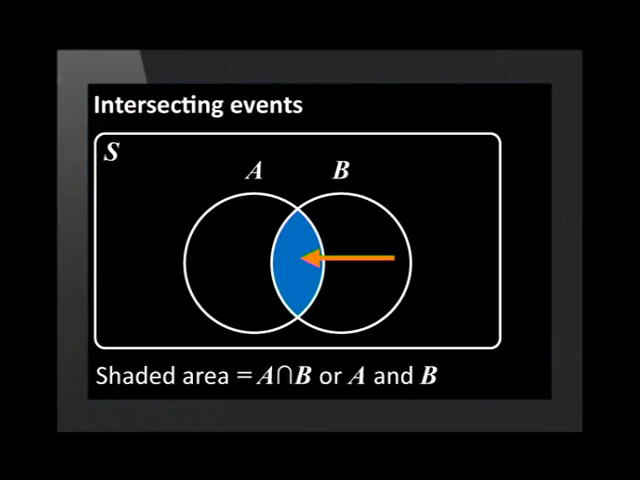 Intersecting events
S
A B
Shaded area = A∩B or A and B